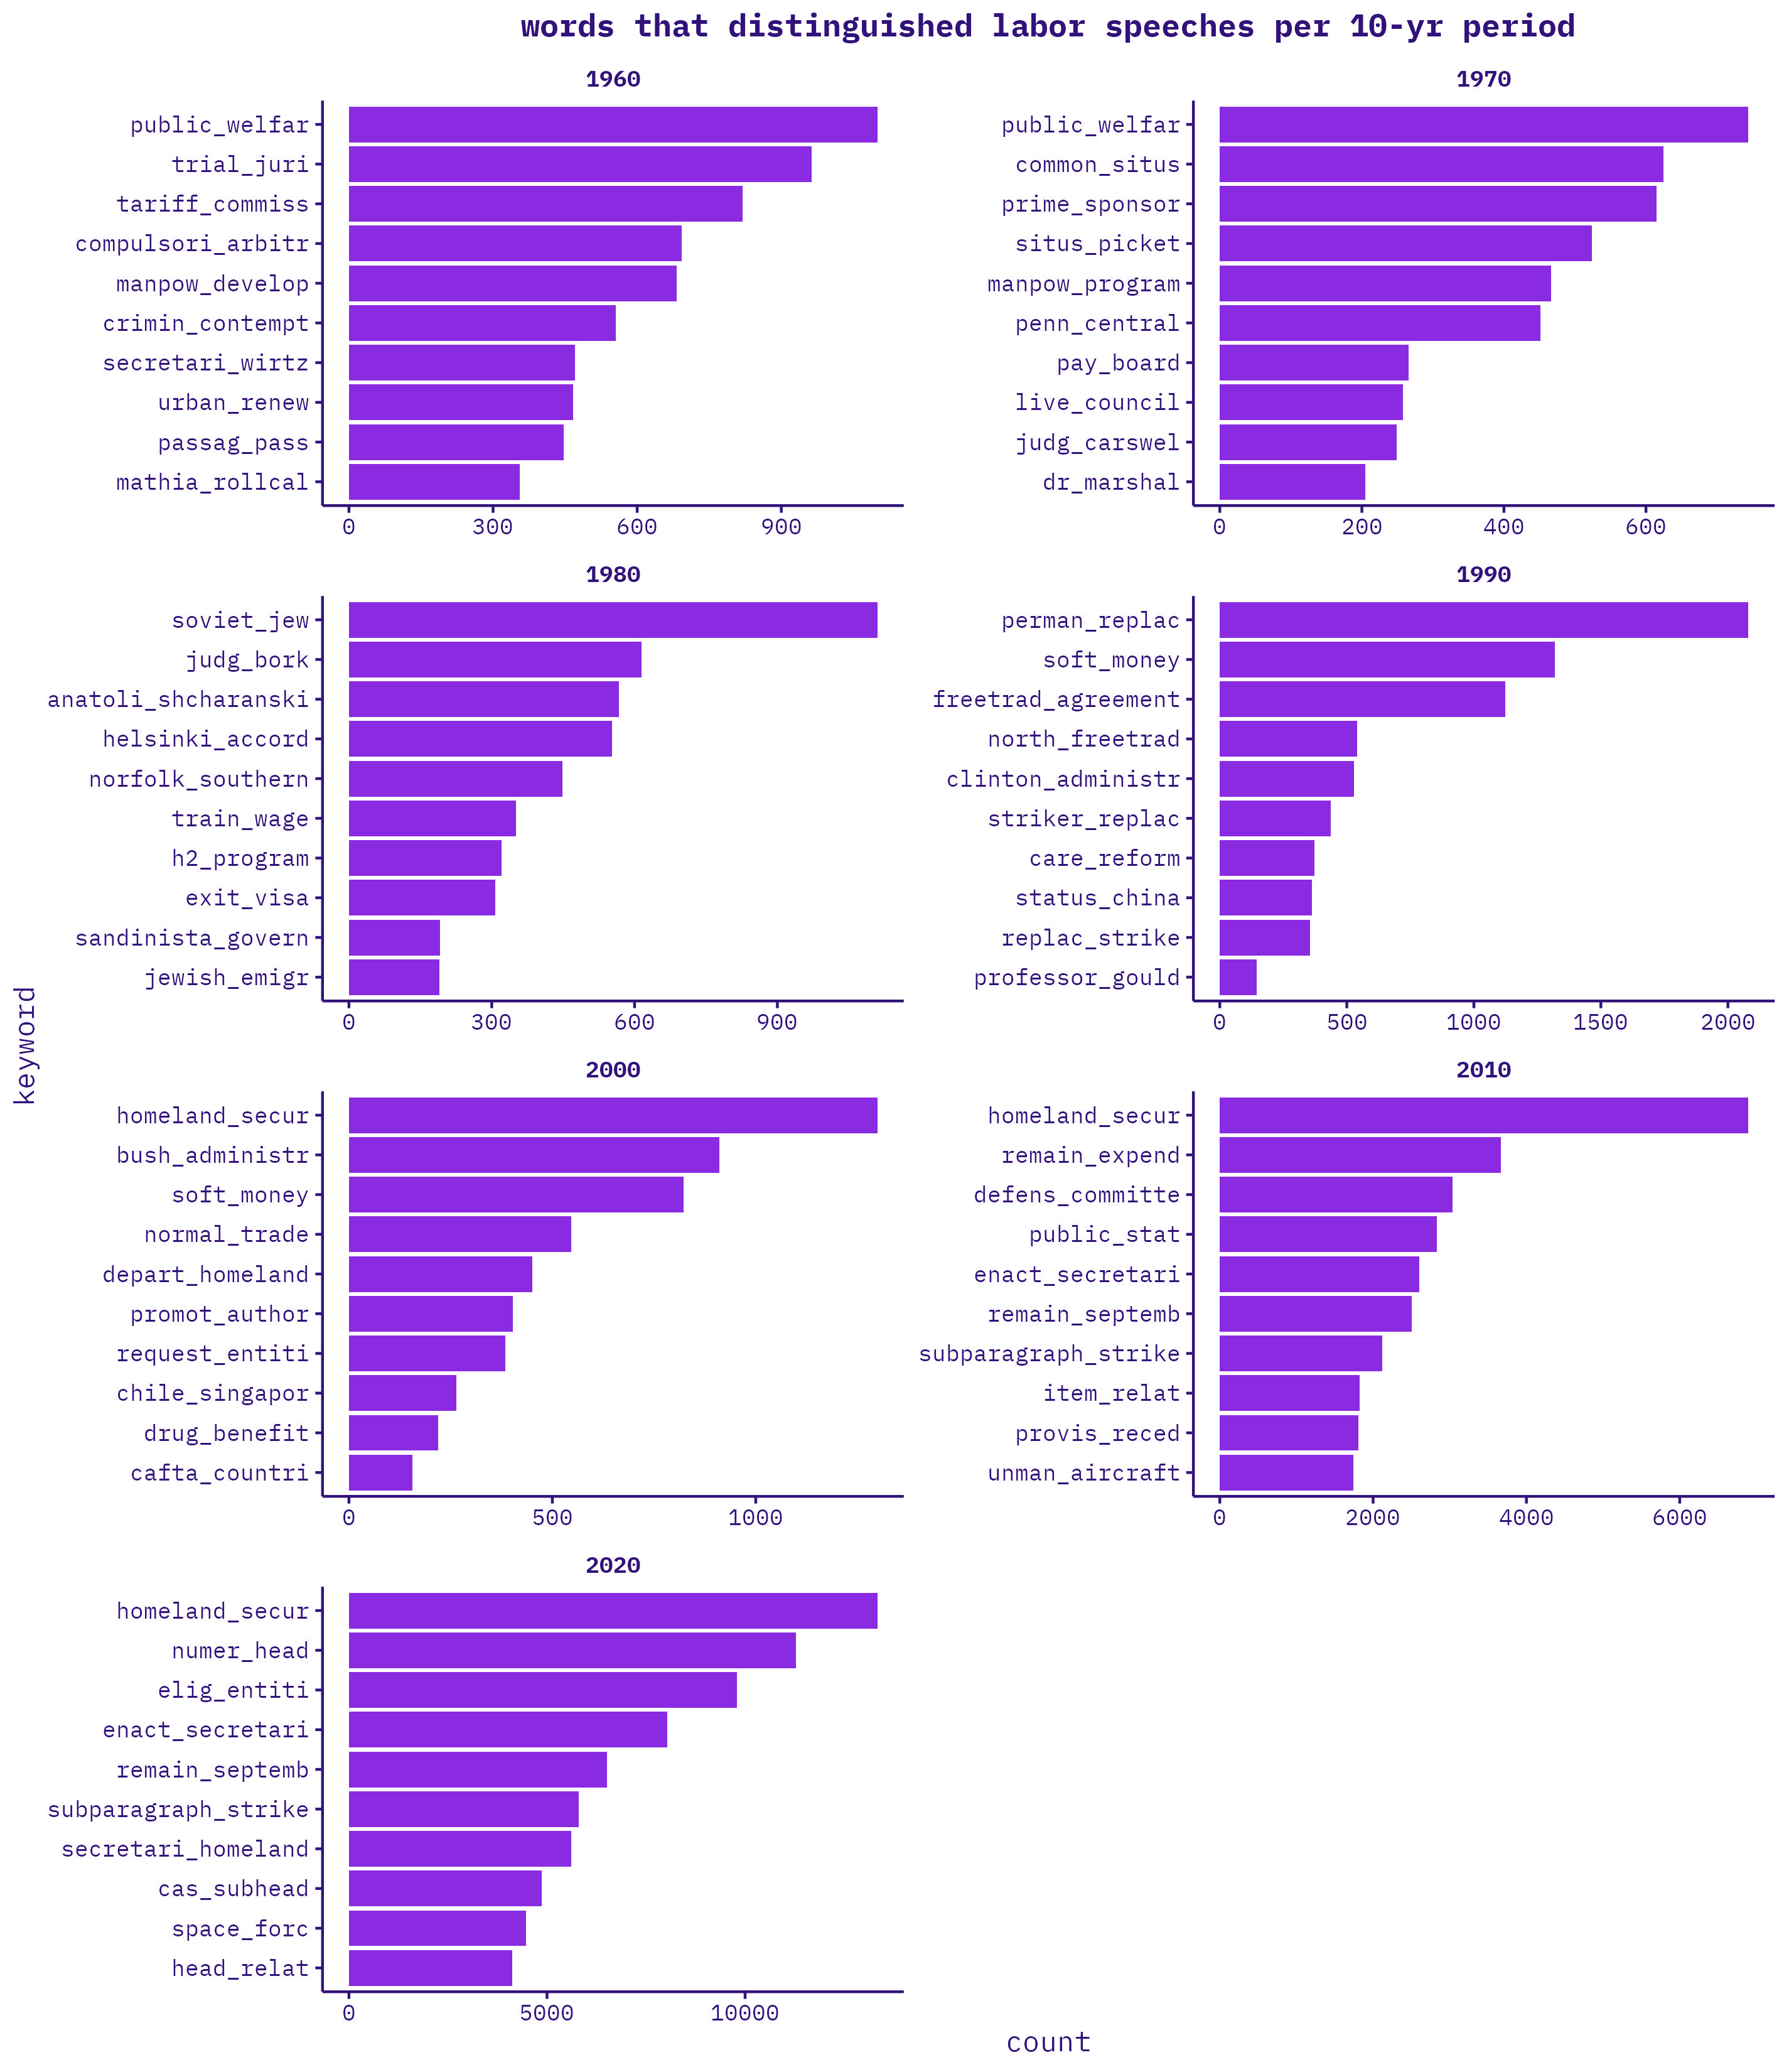 words that distinguished labor speeches per 10-yr period
1960
public_welfar
trial_juri
tariff_commiss
compulsori_arbitr
manpow_develop
crimin_contempt
secretari_wirtz
urban_renew
passag_pass
mathia_rollcal
0 300 600 900
1970
public_welfar
common_situs
prime_sponsor
situs_picket
manpow_program
penn_central
pay_board
live_council
judg_carswel
dr_marshal
0 200 400 600
1980
soviet_jew
judg_bork
anatoli_shcharanski
helsinki_accord
norfolk_southern
train_wage
h2_program
exit_visa
sandinista_govern
jewish_emigr
0 300 600 900
1990
perman_replac
soft_money
freetrad_agreement
north_freetrad
clinton_administr
striker_replac
care_reform
status_china
replac_strike
professor_gould
0 500 1000 1500 2000
keyword
2000
homeland_secur
bush_administr
soft_money
normal_trade
depart_homeland
promot_author
request_entiti
chile_singapor
drug_benefit
cafta_countri
0 500 1000
2010
homeland_secur
remain_expend
defens_committe
public_stat
enact_secretari
remain_septemb
subparagraph_strike
item_relat
provis_reced
unman_aircraft
0 2000 4000 6000
2020
homeland_secur
numer_head
elig_entiti
enact_secretari
remain_septemb
subparagraph_strike
secretari_homeland
cas_subhead
space_forc
head_relat
0 5000 10000
count